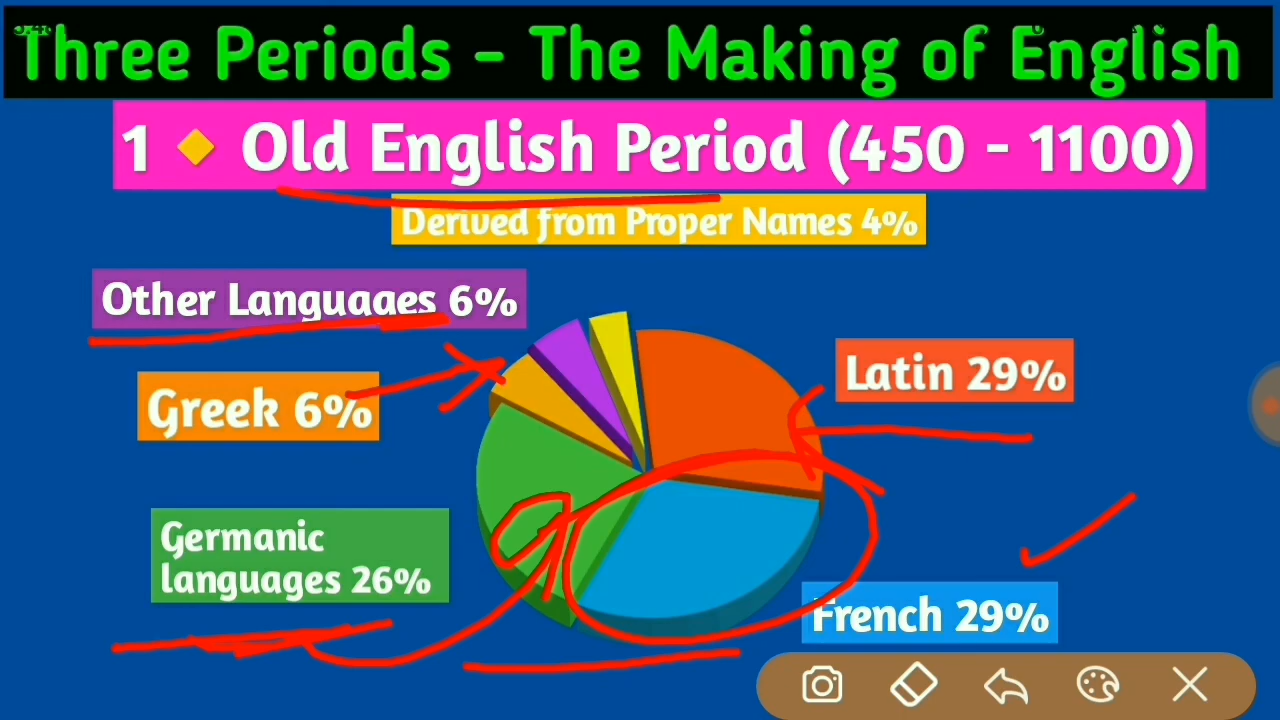 Three Periods - The Making of English
1 🔸 Old English Period (450 - 1100)
Derived from Proper Names 4%
Other Languages 6%
Greek 6%
Latin 29%
Germanic
languages 26%
French 29%